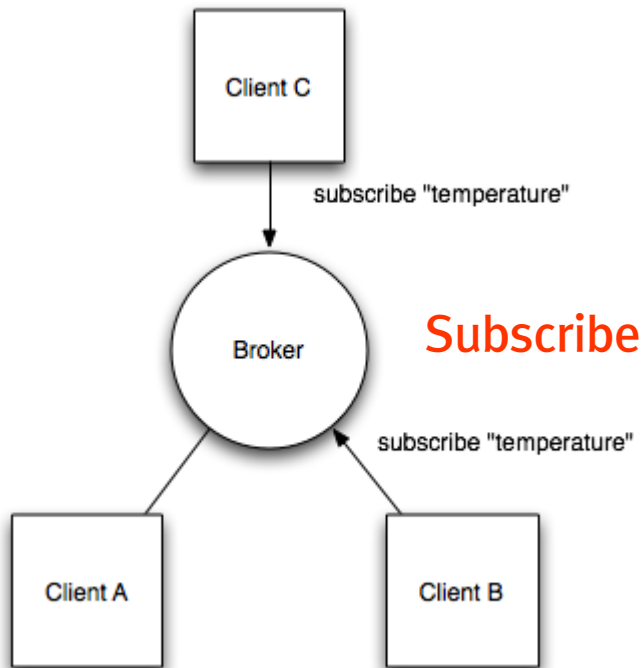 Client C
subscribe "temperature"
Broker
Subscribe
subscribe "temperature"
Client A
Client B